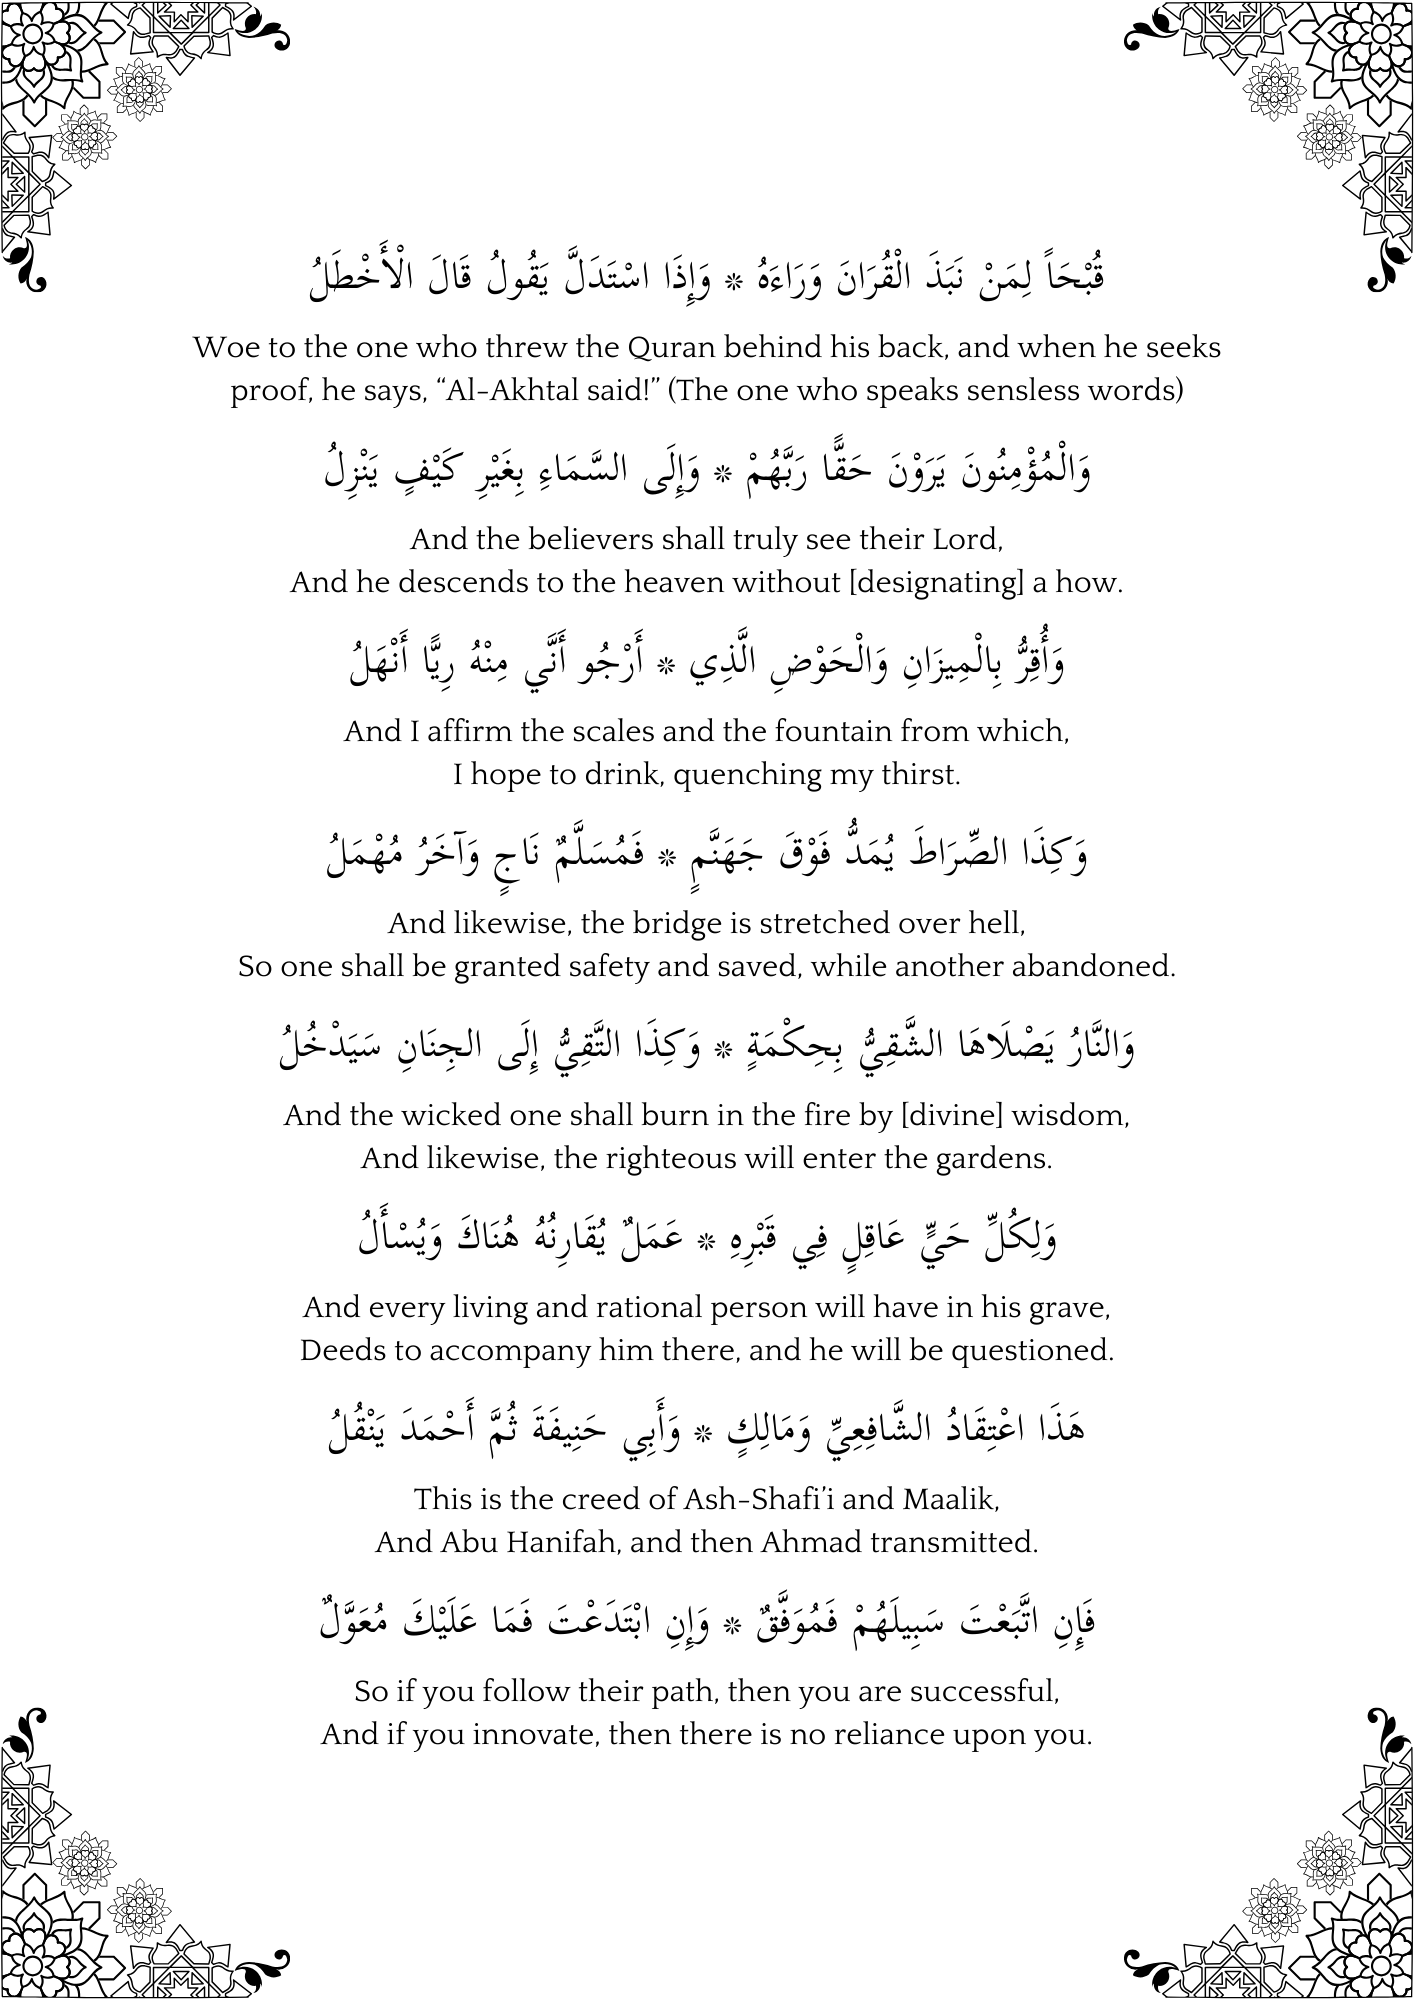 قُبْحَاً لِمَنْ نَبَذَ الْقُرَانَ وَرَاءَهُ * وَإِذَا اسْتَدَلَّ يَقُولُ قَالَ الْأَخْطَلُ
Woe to the one who threw the Quran behind his back, and when he seeks
proof, he says, “Al-Akhtal said!” (The one who speaks sensless words)
وَالْمُؤْمِنُونَ يَرَوْنَ حَقًّا رَبَّهُمْ * وَإِلَى السَّمَاءِ بِغَيْرِ كَيْفٍ يَنْزِلُ
And the believers shall truly see their Lord,
And he descends to the heaven without [designating] a how.
وَأُقِرُّ بِالْمِيزَانِ وَالْحَوْضِ الَّذِي * أَرْجُو أَنَّي مِنْهُ رِيًّا أَنْهَلُ
And I affirm the scales and the fountain from which,
I hope to drink, quenching my thirst.
وَكِذَا الصِّرَاطَ يُمَدُّ فَوْقَ جَهَنَّمٍ * فَمُسَلَّمٌ نَاجٍ وَآخَرُ مُهْمَلُ
And likewise, the bridge is stretched over hell,
So one shall be granted safety and saved, while another abandoned.
وَالنَّارُ يَصْلَاهَا الشَّقِيُّ بِحِكْمَةٍ * وَكِذَا التَّقِيُّ إِلَى الجِنَانِ سَيَدْخُلُ
And the wicked one shall burn in the fire by [divine] wisdom,
And likewise, the righteous will enter the gardens.
وَلِكُلِّ حَيٍّ عَاقِلٍ فِي قَبْرِهِ * عَمَلٌ يُقَارِنُهُ هُنَاكَ وَيُسْأَلُ
And every living and rational person will have in his grave,
Deeds to accompany him there, and he will be questioned.
هَذَا اعْتِقَادُ الشَّافِعِيِّ وَمَالِكٍ * وَأَبِي حَنِيفَةَ ثُمَّ أَحْمَدَ يَنْقُلُ
This is the creed of Ash-Shafi’i and Maalik,
And Abu Hanifah, and then Ahmad transmitted.
فَإِنِ اتَّبَعْتَ سَبِيلَهُمْ فَمُوَفَّقٌ * وَإِنِ ابْتَدَعْتَ فَمَا عَلَيْكَ مُعَوَّلٌ
So if you follow their path, then you are successful,
And if you innovate, then there is no reliance upon you.